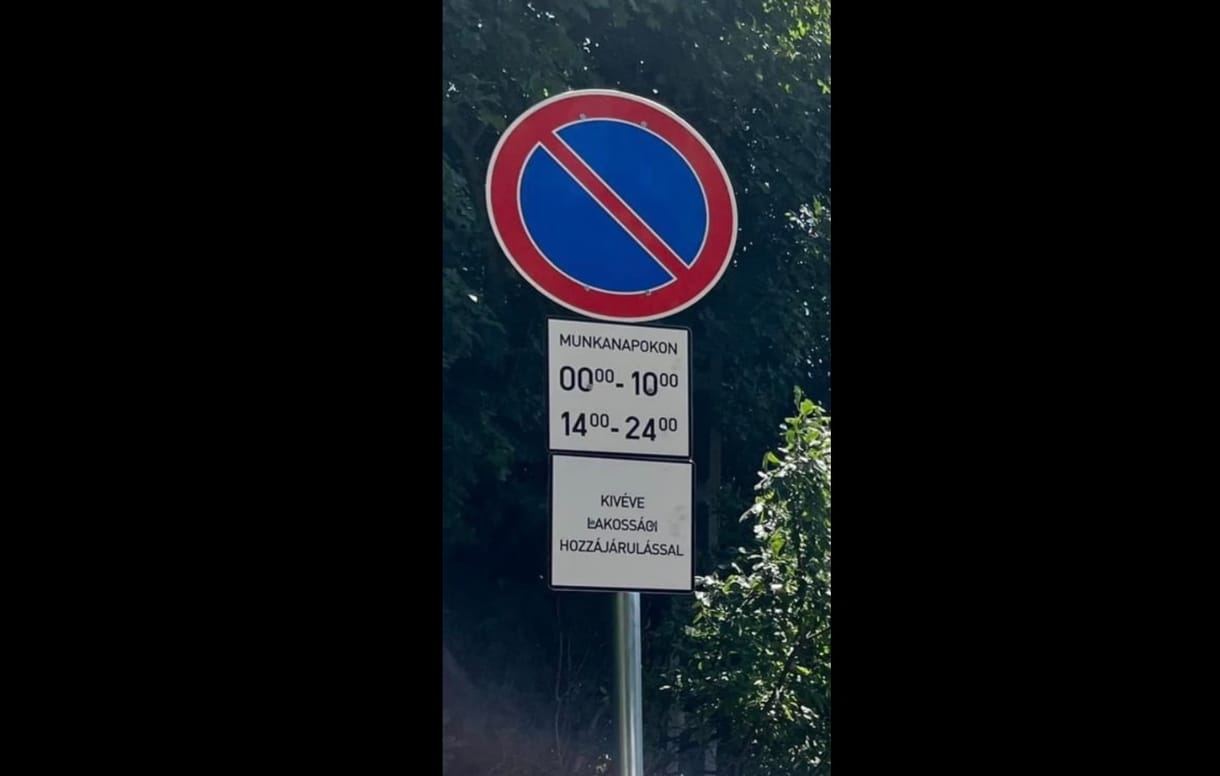 MUNKANAPOKON
00⁰⁰-10⁰⁰
14⁰⁰-24⁰⁰
KIVÉVE
LAKOSSÁGI
HOZZÁJÁRULÁSSAL